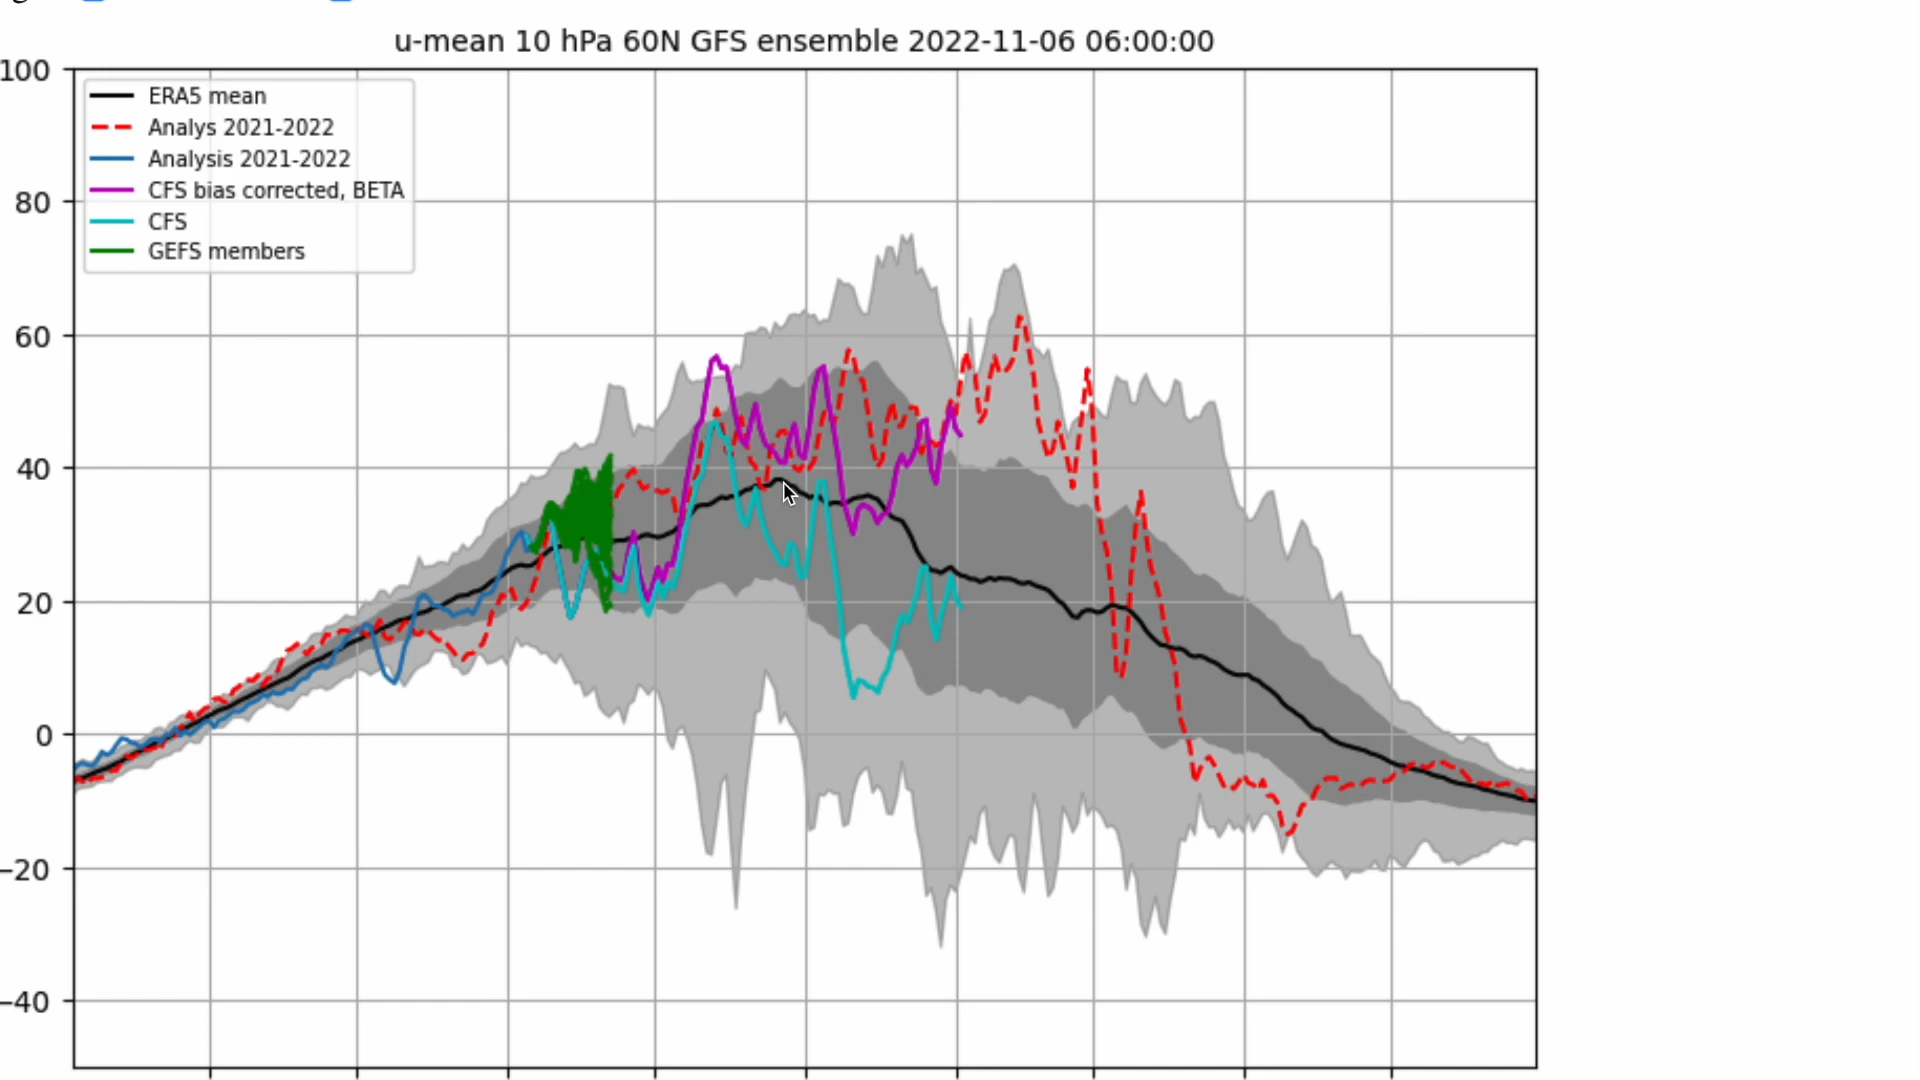 u-mean 10 hPa 60N GFS ensemble 2022-11-06 06:00:00
100
ERA5 mean
Analys 2021-2022
Analysis 2021-2022
CFS bias corrected, BETA
CFS
GEFS members
80
60
40
20
0
−20
−40